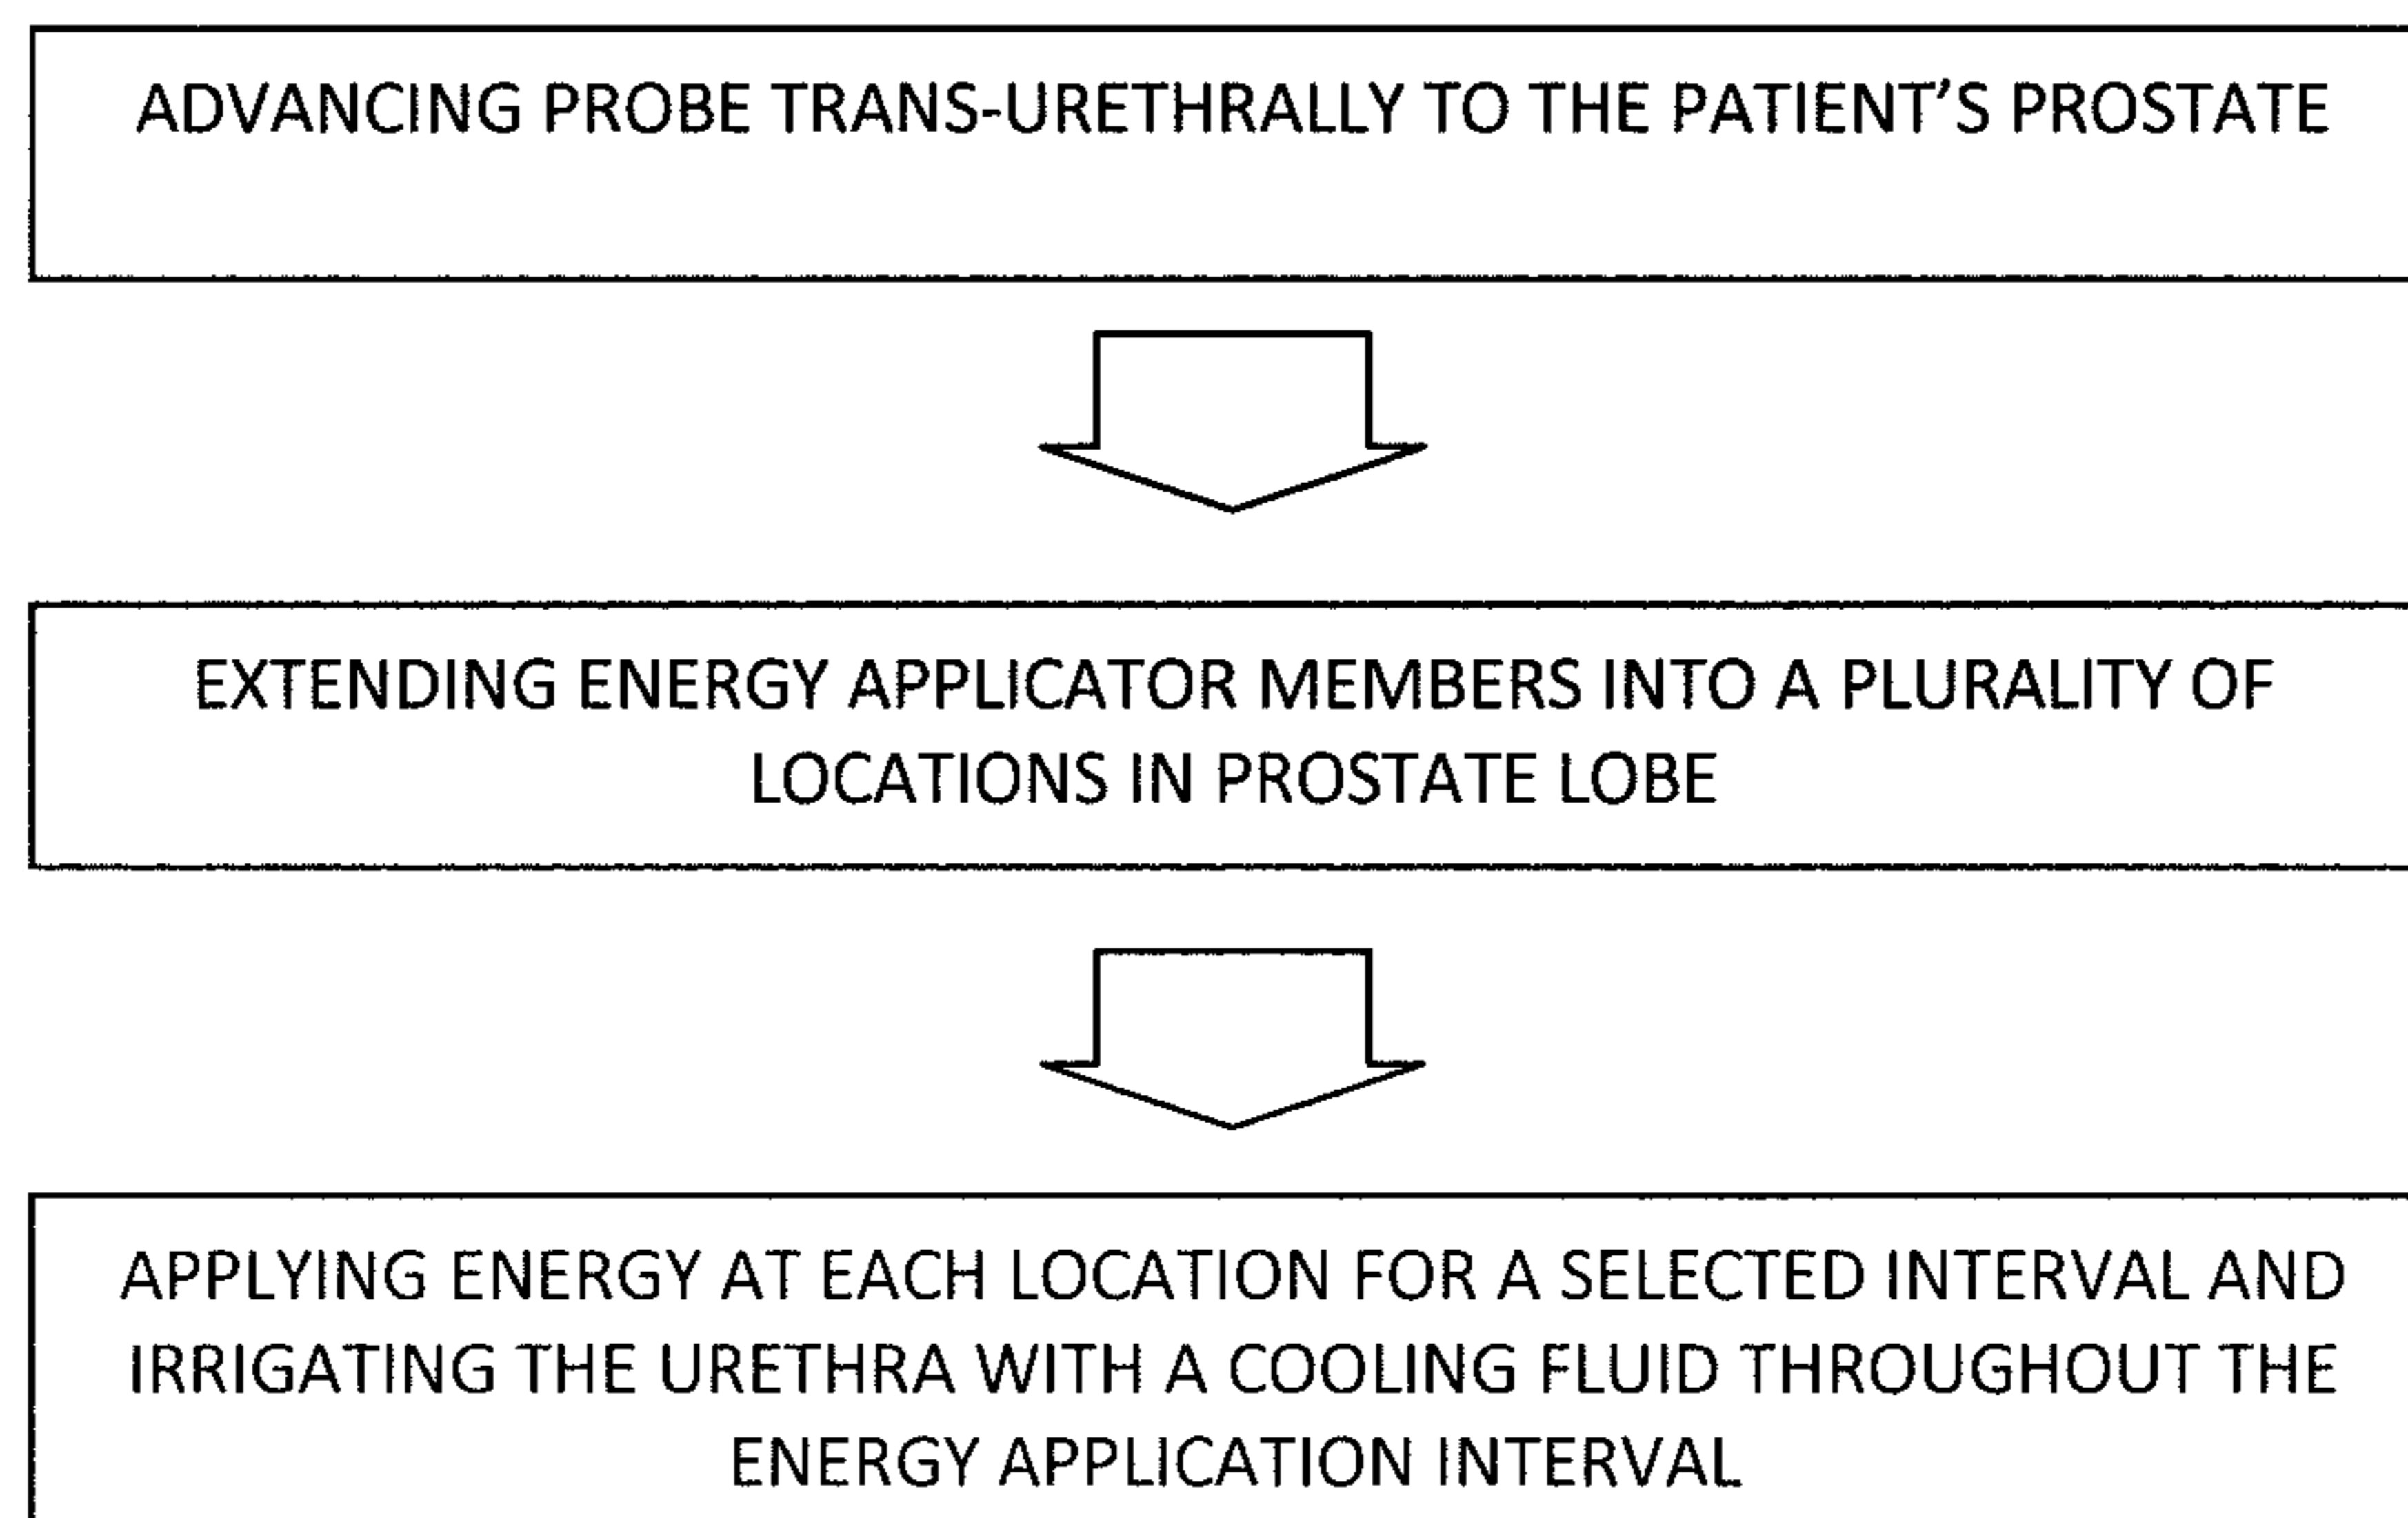 ADVANCING PROBE TRANS-URETHRALLY TO THE PATIENT’S PROSTATE
EXTENDING ENERGY APPLICATOR MEMBERS INTO A PLURALITY OF
LOCATIONS IN PROSTATE LOBE
APPLYING ENERGY AT EACH LOCATION FOR A SELECTED INTERVAL AND
IRRIGATING THE URETHRA WITH A COOLING FLUID THROUGHOUT THE
ENERGY APPLICATION INTERVAL